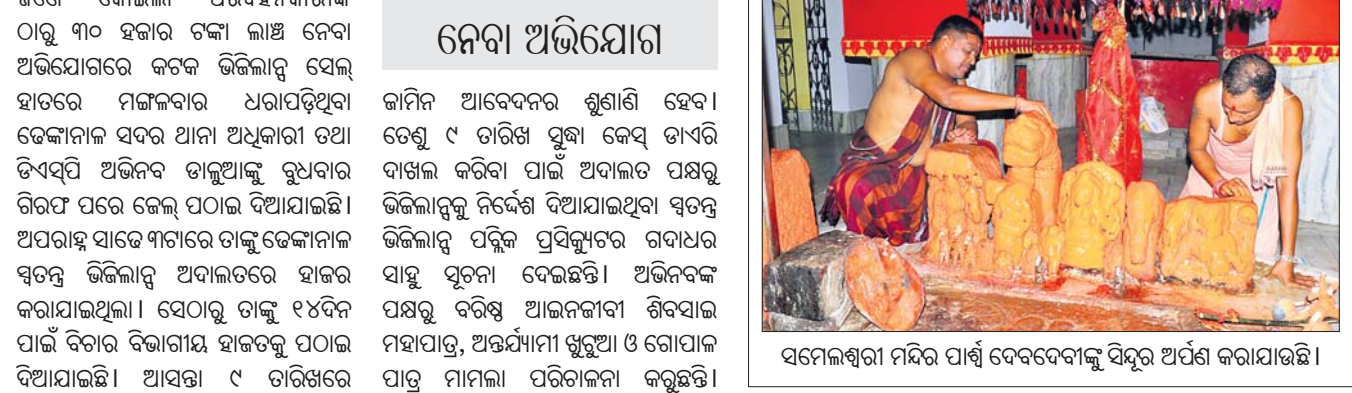 ଠାରୁ ୩୦ ହଜାର ଟଙ୍କା ଲାଞ୍ଚ ନେବା
ଅଭିଯୋଗରେ କଟକ ଭିଜିଲାନ୍ସ ସେଲ୍
ହାତରେ ମଙ୍ଗଳବାର ଧରାପଡ଼ିଥିବା
ଢେଙ୍କାନାଳ ସଦର ଥାନା ଅଧିକାରୀ ତଥା
ଡିଏସ୍‌ପି ଅଭିନବ ଡାଳୁଆଙ୍କୁ ବୁଧବାର
ଗିରଫ ପରେ ଜେଲ୍ ପଠାଇ ଦିଆଯାଇଛି।
ଅପରାହ୍ନ ସାଢେ ୩ଟାରେ ତାଙ୍କୁ ଢେଙ୍କାନାଳ
ସ୍ବତନ୍ତ୍ର ଭିଜିଲାନ୍ସ ଅଦାଲତରେ ହାଜର
କରାଯାଇଥିଲା। ସେଠାରୁ ତାଙ୍କୁ ୧୪ଦିନ
ପାଇଁ ବିଚାର ବିଭାଗୀୟ ହାଜତକୁ ପଠାଇ
ଦିଆଯାଇଛି। ଆସନ୍ତା ୯ ତାରିଖରେ
ନେବା ଅଭିଯୋଗ
ଜାମିନ ଆବେଦନର ଶୁଣାଣି ହେବ।
ତେଣୁ ୯ ତାରିଖ ସୁଦ୍ଧା କେସ୍ ଡାଏରି
ଦାଖଲ କରିବା ପାଇଁ ଅଦାଲତ ପକ୍ଷରୁ
ଭିଜିଲାନ୍ସକୁ ନିର୍ଦ୍ଦେଶ ଦିଆଯାଇଥିବା ସ୍ବତନ୍ତ୍ର
ଭିଜିଲାନ୍ସ ପବ୍ଲିକ ପ୍ରସିକ୍ୟୁଟର ଗଦାଧର
ସାହୁ ସୂଚନା ଦେଇଛନ୍ତି। ଅଭିନବଙ୍କ
ପକ୍ଷରୁ ବରିଷ୍ଠ ଆଇନଜୀବୀ ଶିବସାଇ
ମହାପାତ୍ର, ଅନ୍ତର୍ଯ୍ୟାମୀ ଖୁଟୁଆ ଓ ଗୋପାଳ
ପାତ୍ର ମାମଲା ପରିଚାଳନା କରୁଛନ୍ତି।
ସମେଲଶ୍ୱରୀ ମନ୍ଦିର ପାର୍ଶ୍ୱ ଦେବଦେବୀଙ୍କୁ ସିନ୍ଦୂର ଅର୍ପଣ କରାଯାଉଛି।